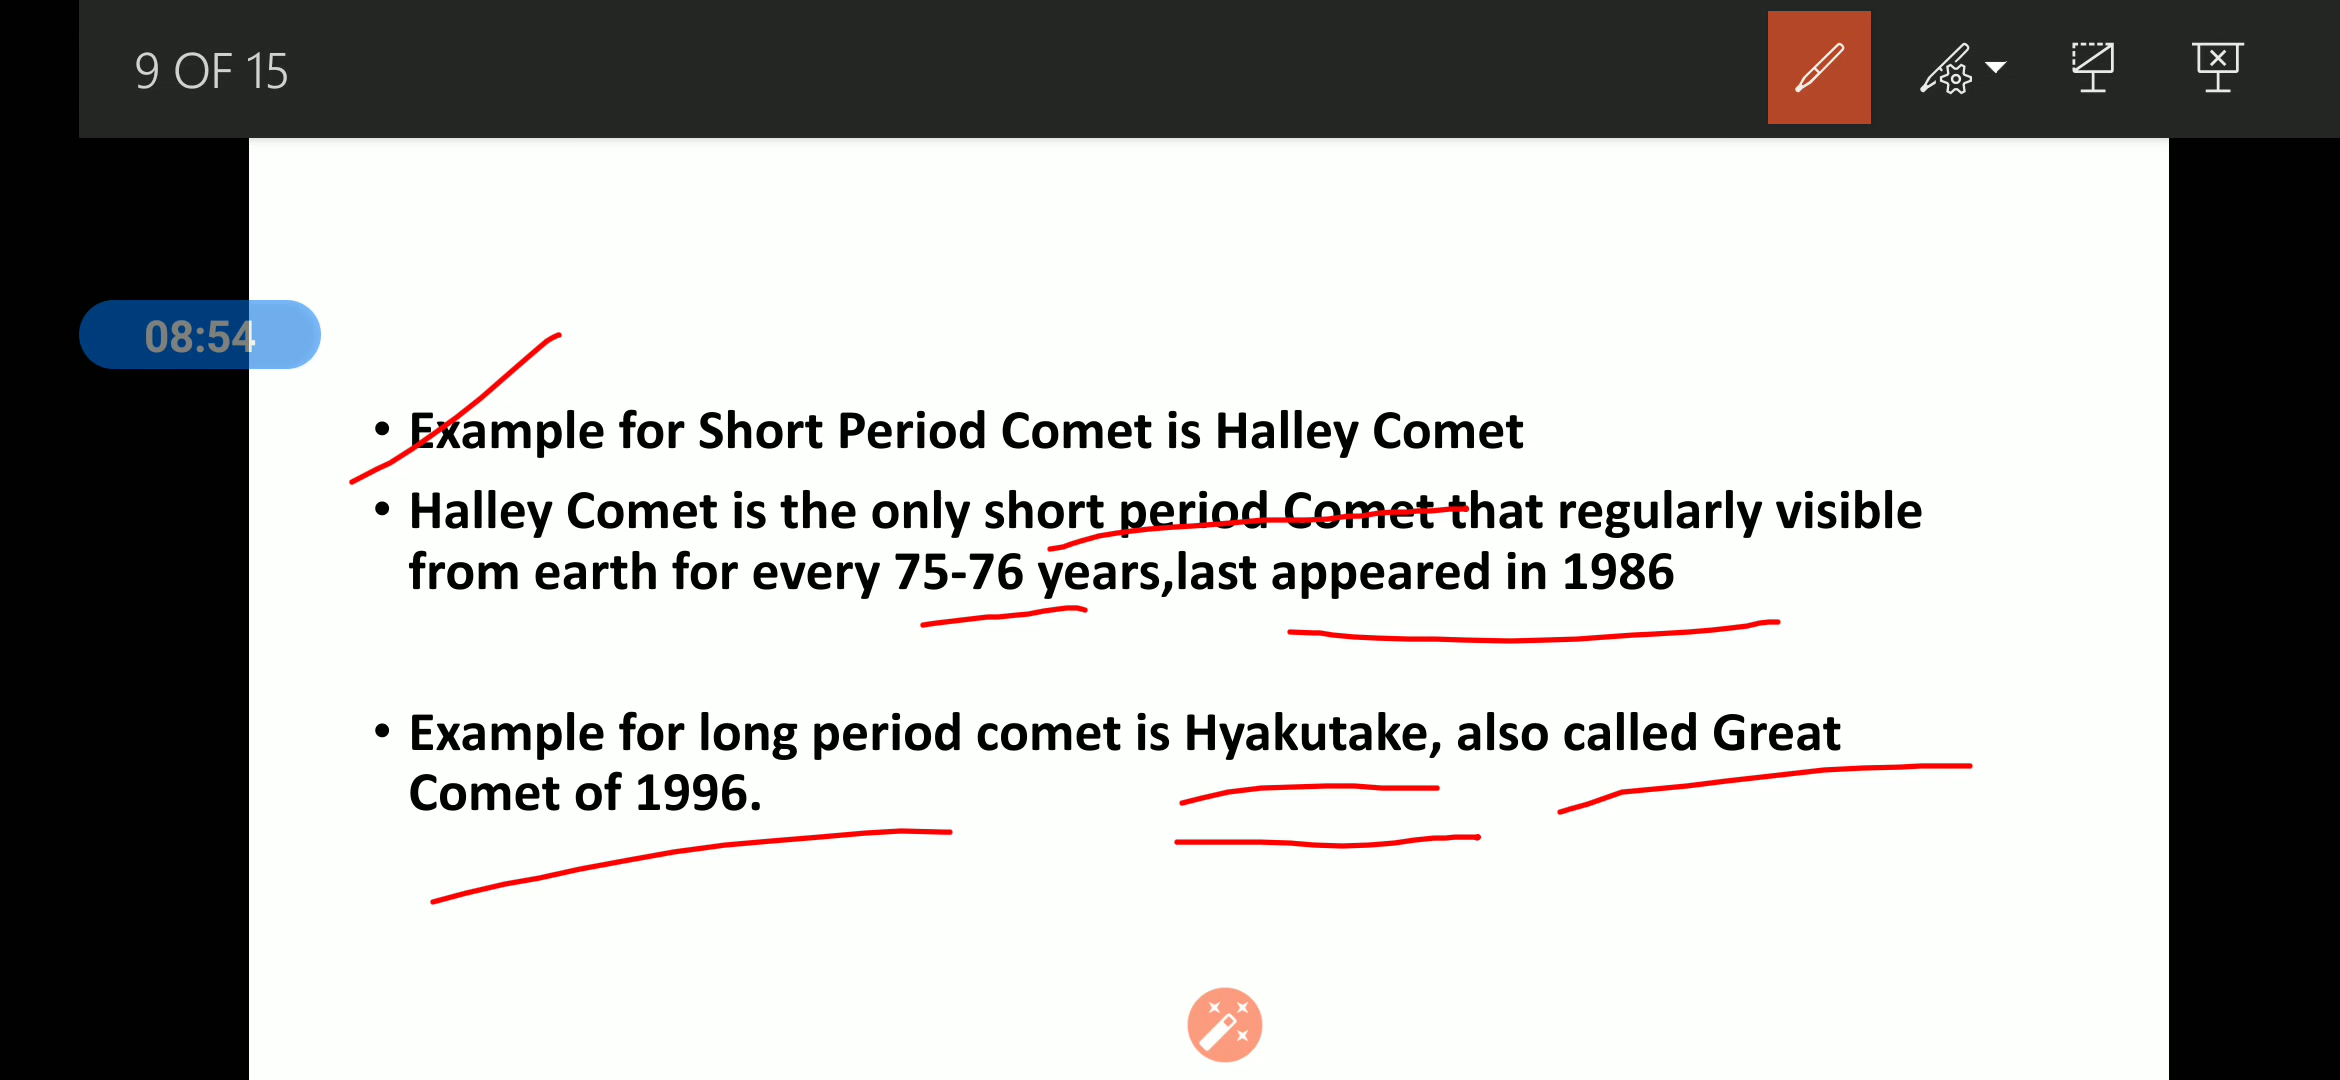 9 OF 15
08:54
• Example for Short Period Comet is Halley Comet
• Halley Comet is the only short period Comet that regularly visible
from earth for every 75-76 years,last appeared in 1986
• Example for long period comet is Hyakutake, also called Great
Comet of 1996.